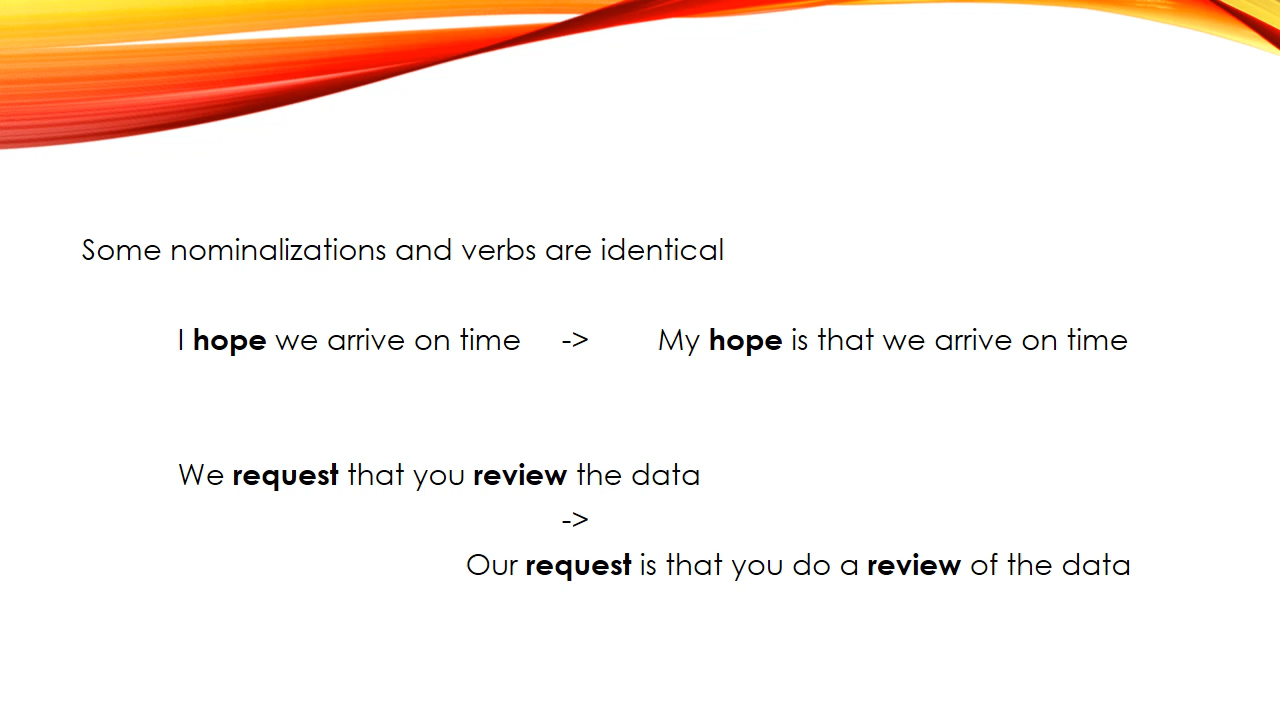 Some nominalizations and verbs are identical
I hope we arrive on time -> My hope is that we arrive on time
We request that you review the data
->
Our request is that you do a review of the data